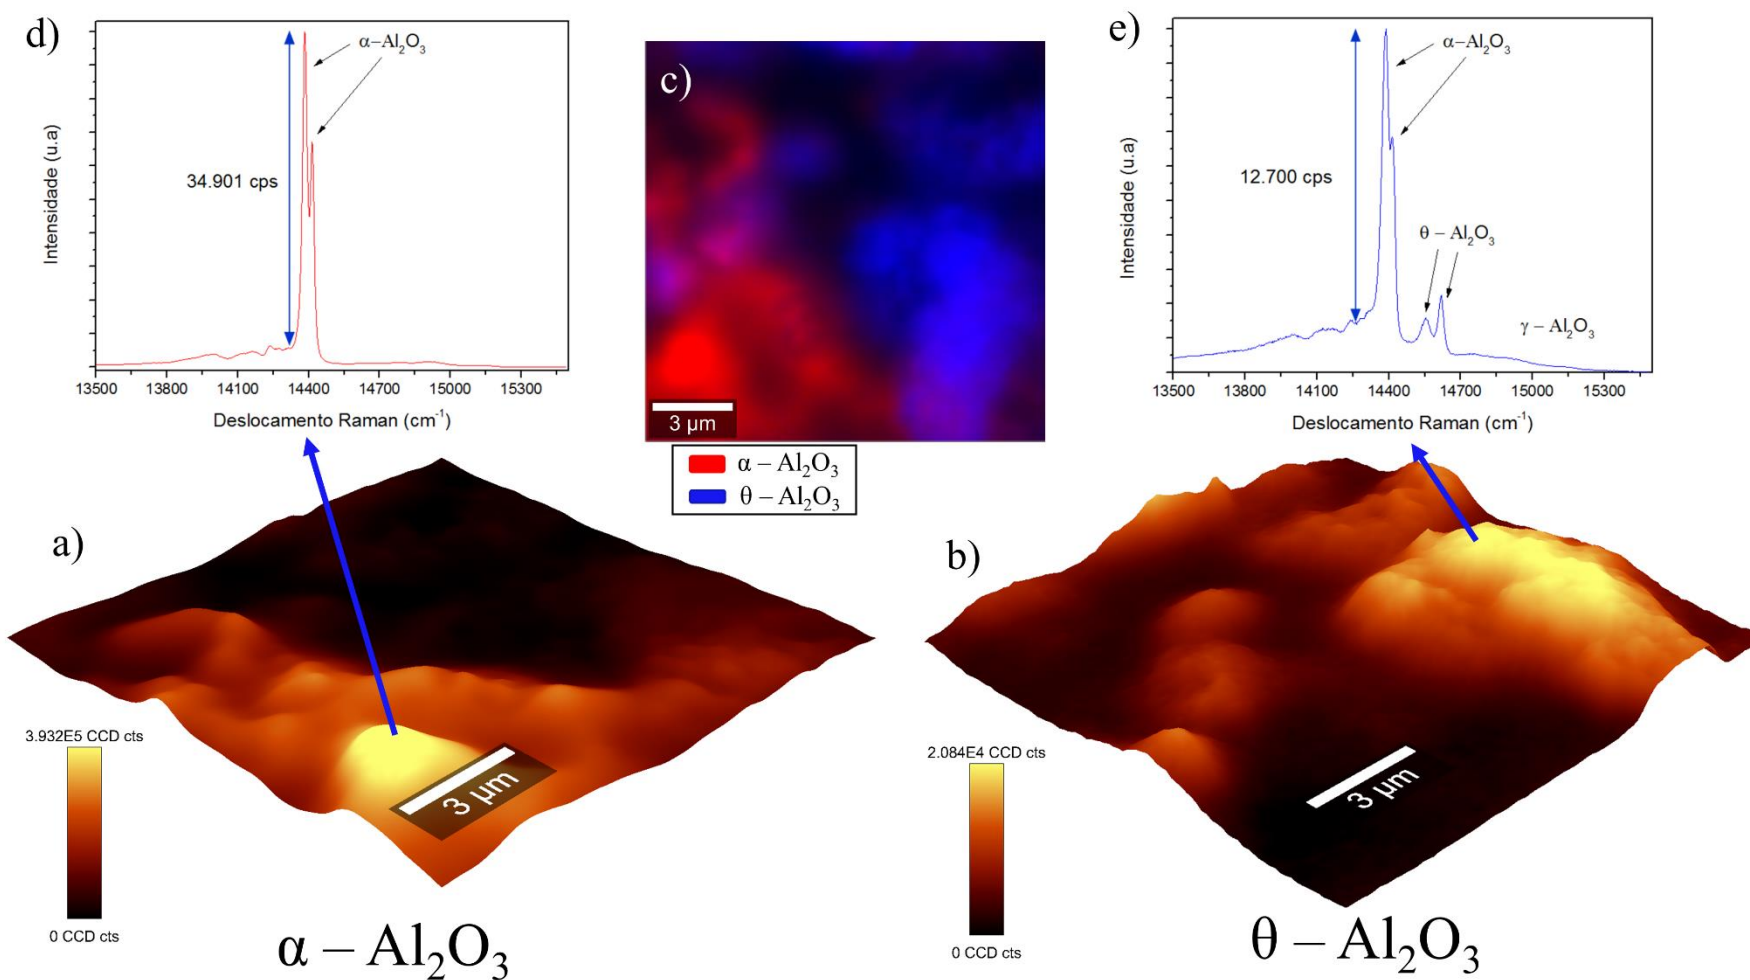 d)
α–Al₂O₃
34.901 cps
Intensidade (u.a)
13500 13800 14100 14400 14700 15000 15300
Deslocamento Raman (cm⁻¹)
c)
3 µm
α – Al₂O₃
θ – Al₂O₃
e)
α–Al₂O₃
12.700 cps
θ – Al₂O₃
γ – Al₂O₃
Intensidade (u.a)
13500 13800 14100 14400 14700 15000 15300
Deslocamento Raman (cm⁻¹)
a)
3.932E5 CCD cts
0 CCD cts
3 µm
α – Al₂O₃
b)
2.084E4 CCD cts
0 CCD cts
3 µm
θ – Al₂O₃